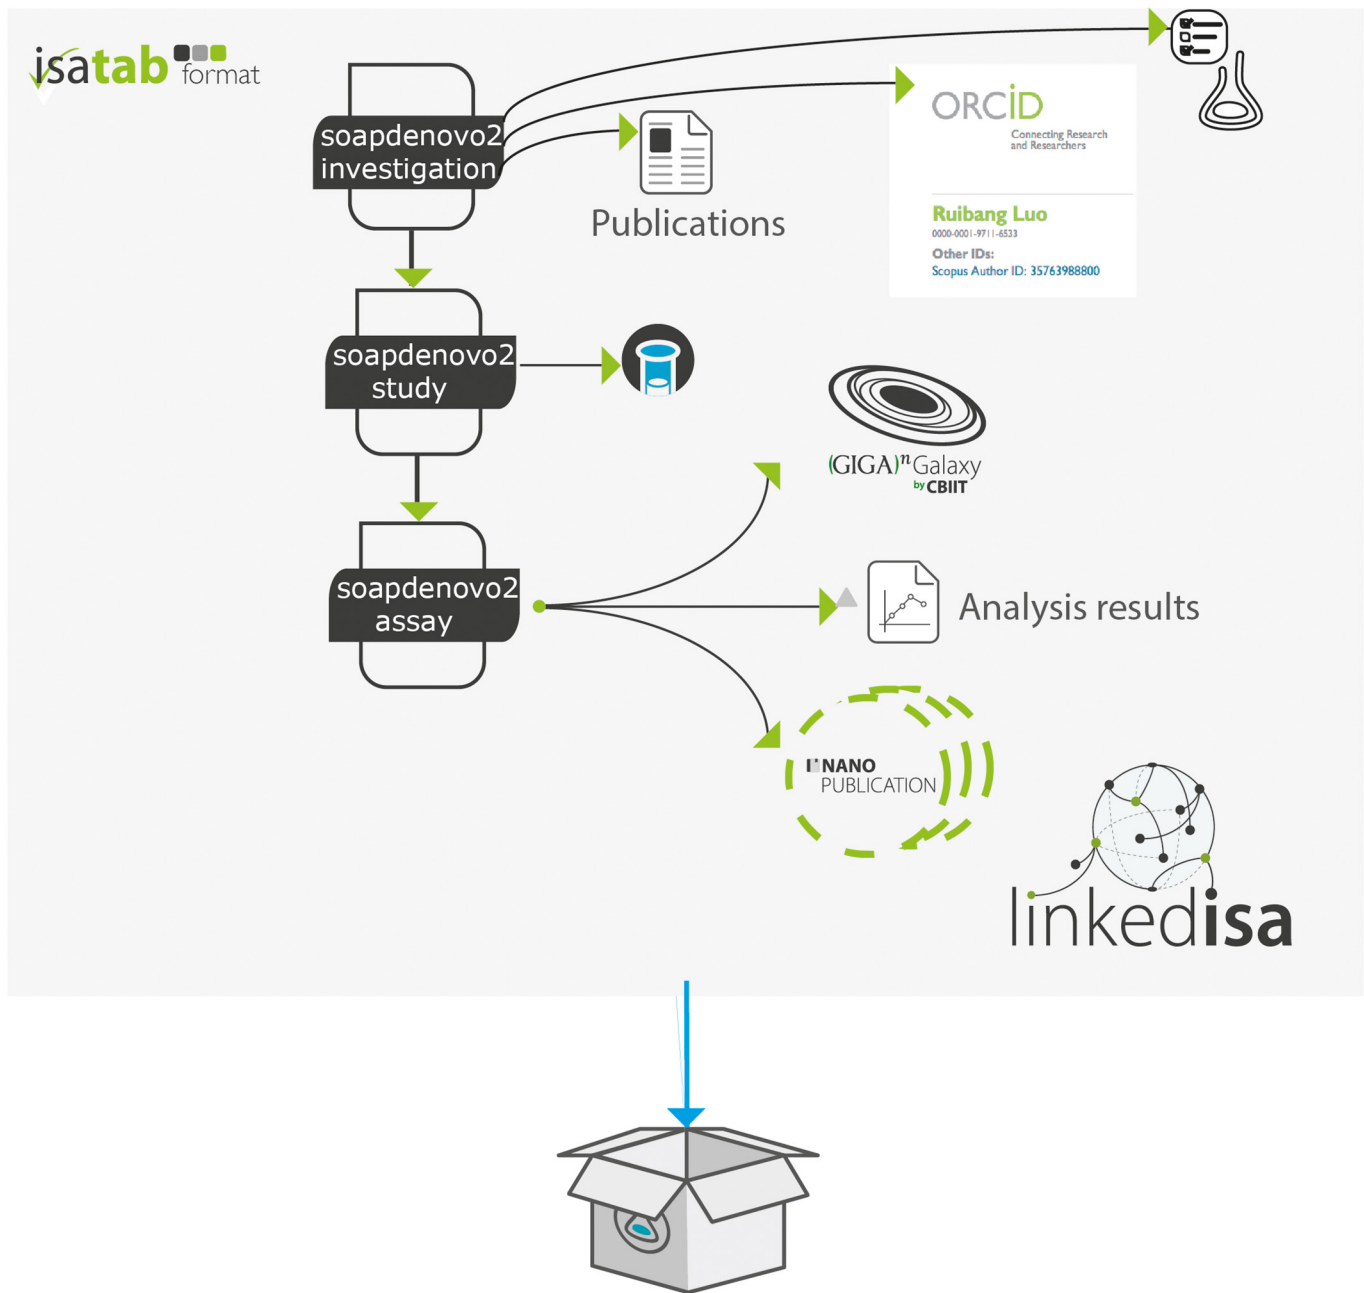 isatab format
soapdenovo2
investigation
Publications
ORCiD
Connecting Research
and Researchers
Ruibang Luo
0000-0001-9711-6533
Other IDs:
Scopus Author ID: 35763988800
soapdenovo2
study
(GIGA)n Galaxy
by CBIIT
soapdenovo2
assay
Analysis results
NANO
PUBLICATION
linkedisa